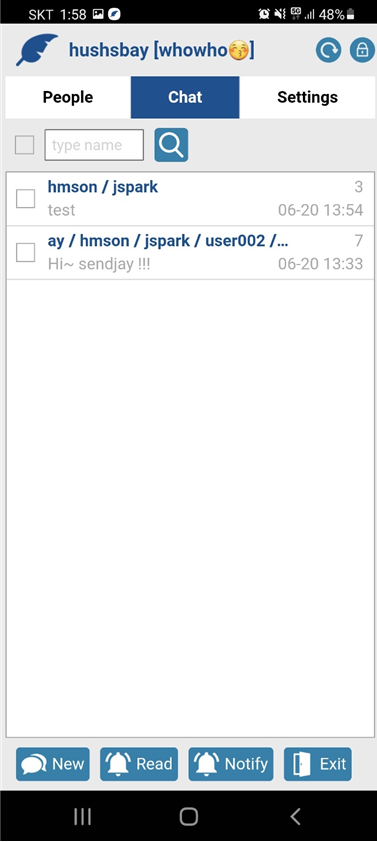 SKT 1:58 48%
hushsbay [whowho😚]
People Chat Settings
type name
hmson / jspark 3
test 06-20 13:54
ay / hmson / jspark / user002 /... 7
Hi~ sendjay !!! 06-20 13:33
New Read Notify Exit